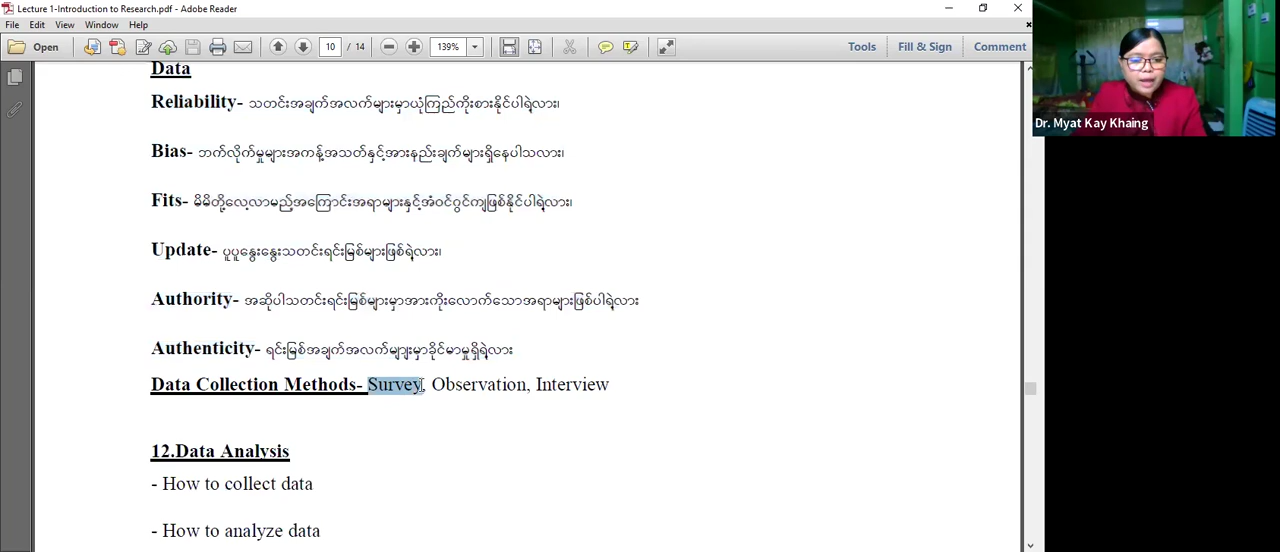 Lecture 1-Introduction to Research.pdf - Adobe Reader
File Edit View Window Help
Open 10 / 14 139% Tools Fill & Sign Comment
Dr. Myat Kay Khaing
Data
Reliability- သတင်းအချက်အလက်များမှာယုံကြည်ကိုးစားနိုင်ပါရဲ့လား၊
Bias- ဘက်လိုက်မှုများအကန့်အသတ်နှင့်အားနည်းချက်များရှိနေပါသလား၊
Fits- မိမိတို့လေ့လာမည့်အကြောင်းအရာများနှင့်အံဝင်ဂွင်ကျဖြစ်နိုင်ပါရဲ့လား၊
Update- ပူပူနွေးနွေးသတင်းရင်းမြစ်များဖြစ်ရဲ့လား၊
Authority- အဆိုပါသတင်းရင်းမြစ်များမှာအားကိုးလောက်သောအရာများဖြစ်ပါရဲ့လား
Authenticity- ရင်းမြစ်အချက်အလက်များမှာခိုင်မာမှုရှိရဲ့လား
Data Collection Methods- Survey, Observation, Interview
12.Data Analysis
- How to collect data
- How to analyze data